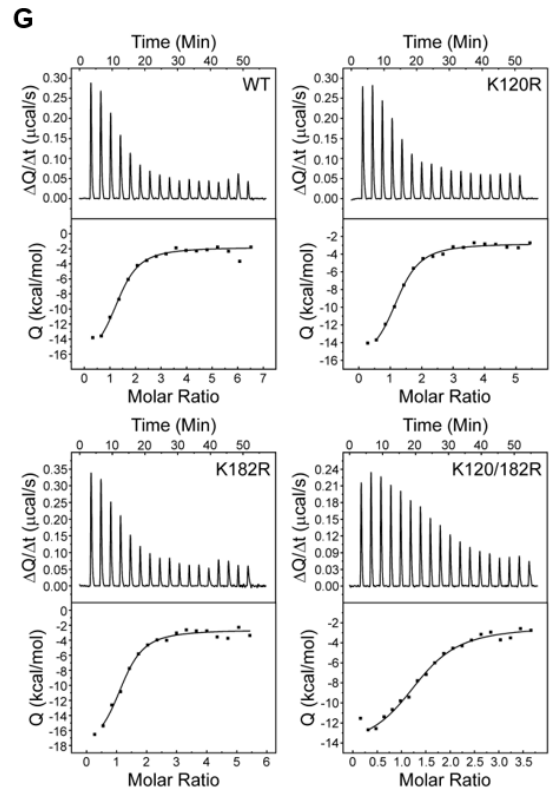 G
Time (Min)
0 10 20 30 40 50 60
WT
ΔQ/Δt (μcal/s)
0.30
0.25
0.20
0.15
0.10
0.05
0.00
Q (kcal/mol)
0
-2
-4
-6
-8
-10
-12
-14
-16
0 1 2 3 4 5 6 7
Molar Ratio
Time (Min)
0 10 20 30 40 50 60
K120R
ΔQ/Δt (μcal/s)
0.30
0.25
0.20
0.15
0.10
0.05
0.00
Q (kcal/mol)
-2
-4
-6
-8
-10
-12
-14
-16
0 1 2 3 4 5
Molar Ratio
Time (Min)
0 10 20 30 40 50
K182R
ΔQ/Δt (μcal/s)
0.35
0.30
0.25
0.20
0.15
0.10
0.05
0.00
Q (kcal/mol)
0
-2
-4
-6
-8
-10
-12
-14
-16
-18
0 1 2 3 4 5 6
Molar Ratio
Time (Min)
0 10 20 30 40 50
K120/182R
ΔQ/Δt (μcal/s)
0.24
0.21
0.18
0.15
0.12
0.09
0.06
0.03
0.00
Q (kcal/mol)
-2
-4
-6
-8
-10
-12
-14
0.0 0.5 1.0 1.5 2.0 2.5 3.0 3.5
Molar Ratio